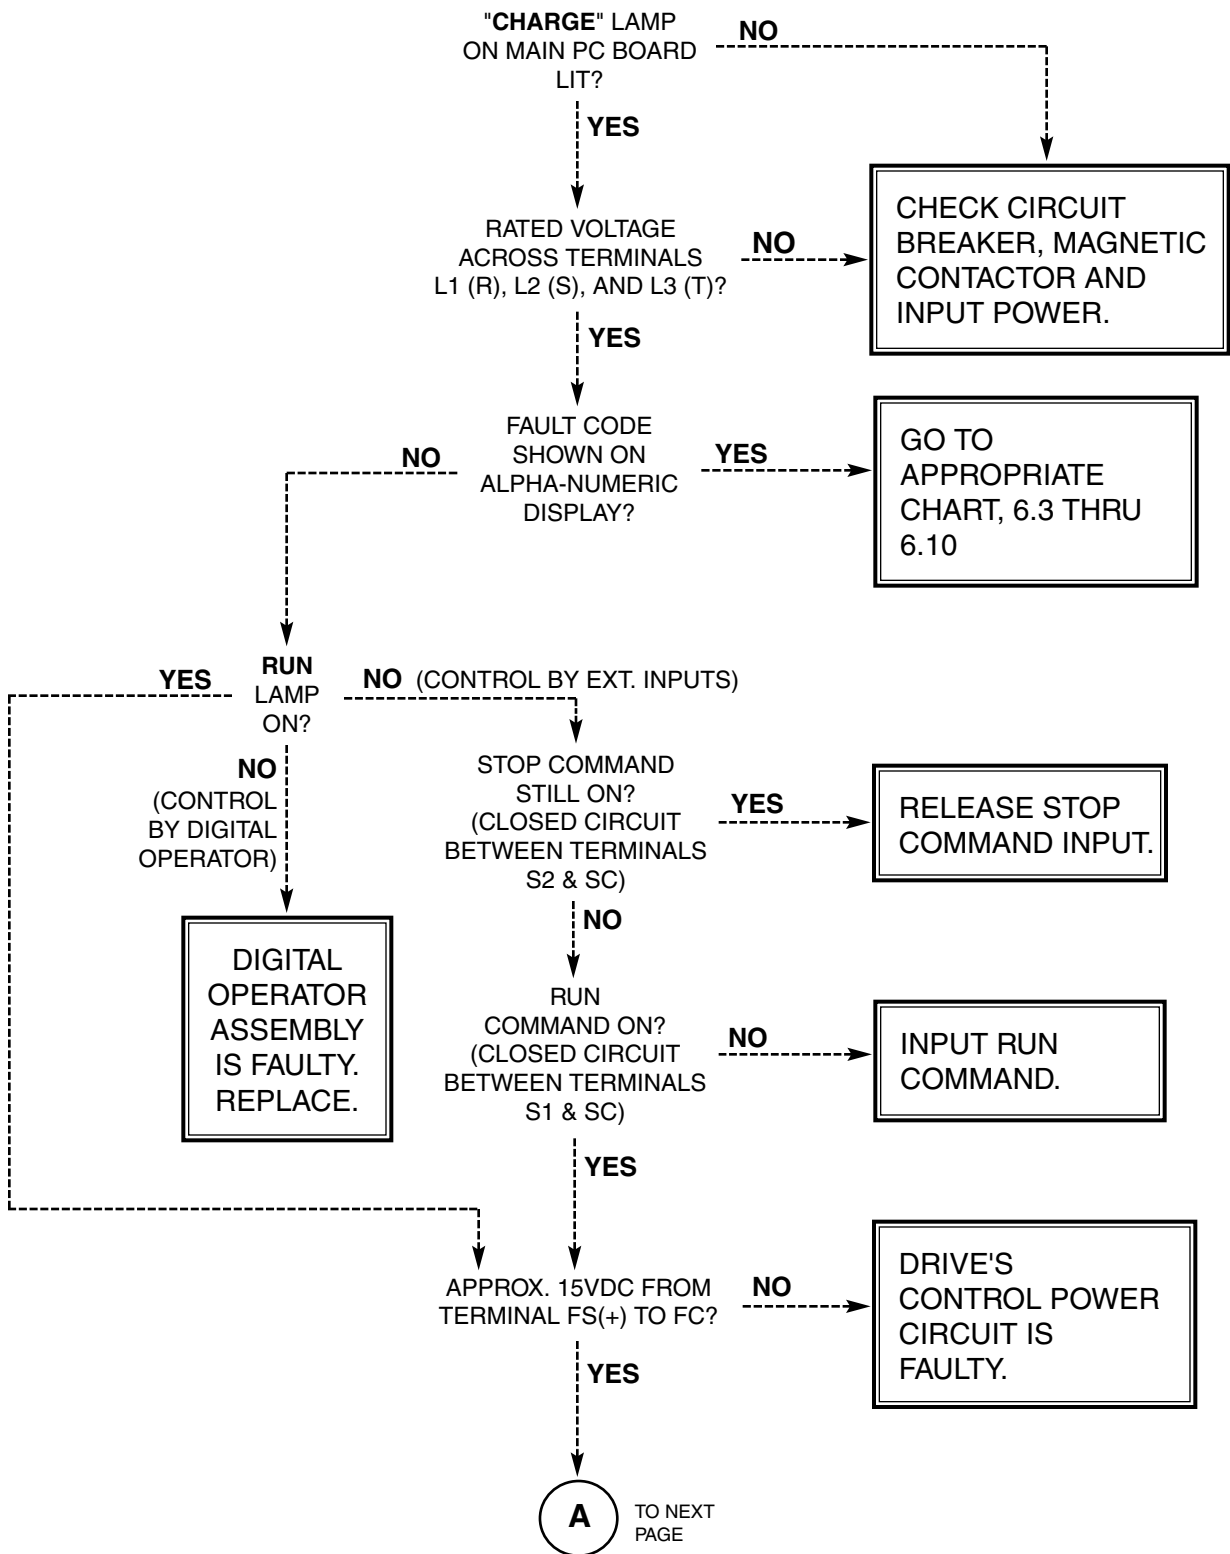 "CHARGE" LAMP
ON MAIN PC BOARD
LIT?
NO
YES
RATED VOLTAGE
ACROSS TERMINALS
L1 (R), L2 (S), AND L3 (T)?
NO
CHECK CIRCUIT
BREAKER, MAGNETIC
CONTACTOR AND
INPUT POWER.
YES
FAULT CODE
SHOWN ON
ALPHA-NUMERIC
DISPLAY?
NO
YES
GO TO
APPROPRIATE
CHART, 6.3 THRU
6.10
YES
RUN
LAMP
ON?
NO (CONTROL BY EXT. INPUTS)
NO
(CONTROL
BY DIGITAL
OPERATOR)
DIGITAL
OPERATOR
ASSEMBLY
IS FAULTY.
REPLACE.
STOP COMMAND
STILL ON?
(CLOSED CIRCUIT
BETWEEN TERMINALS
S2 & SC)
YES
RELEASE STOP
COMMAND INPUT.
NO
RUN
COMMAND ON?
(CLOSED CIRCUIT
BETWEEN TERMINALS
S1 & SC)
NO
INPUT RUN
COMMAND.
YES
APPROX. 15VDC FROM
TERMINAL FS(+) TO FC?
NO
DRIVE'S
CONTROL POWER
CIRCUIT IS
FAULTY.
YES
A
TO NEXT
PAGE